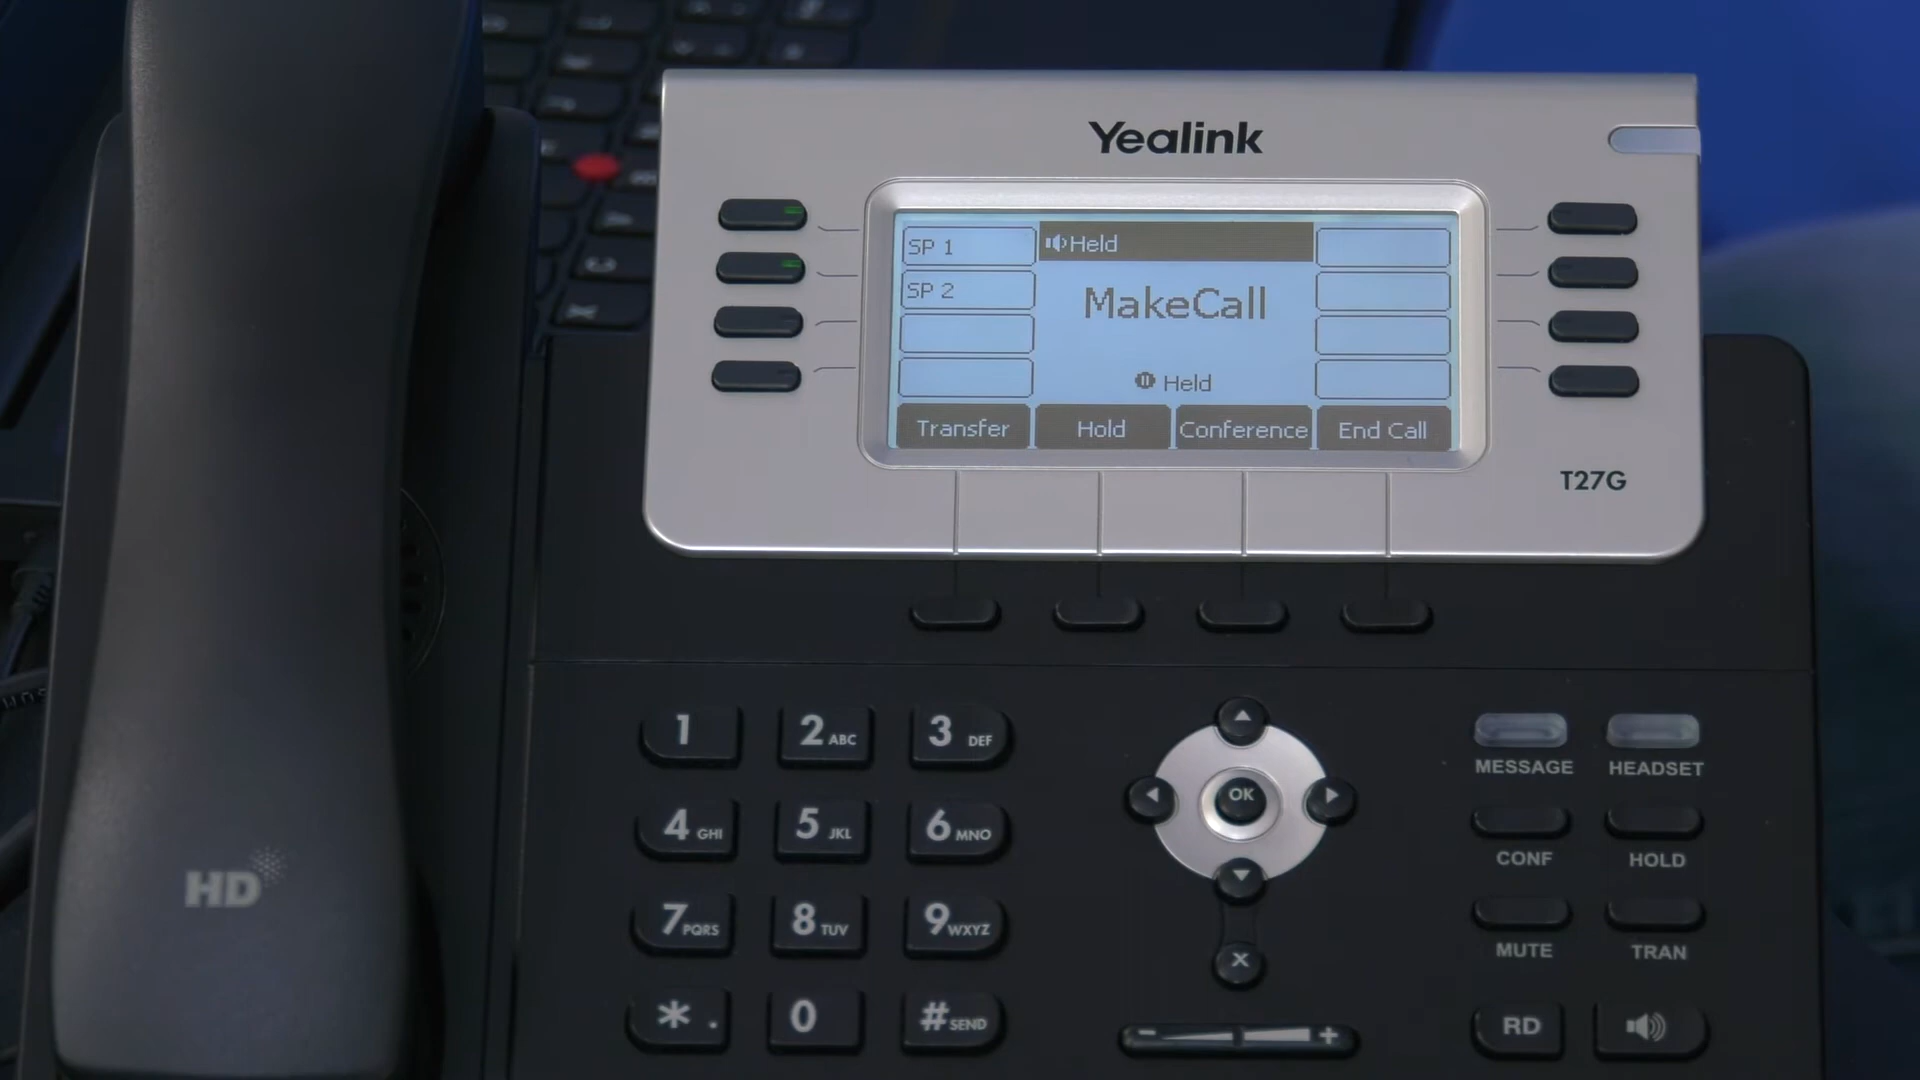 Yealink
SP 1
Held
SP 2
MakeCall
Held
Transfer Hold Conference End Call
T27G
1 2 ABC 3 DEF
MESSAGE HEADSET
4 GHI 5 JKL 6 MNO
OK
CONF HOLD
HD
7 PQRS 8 TUV 9 WXYZ
MUTE TRAN
* . 0 # SEND
- +
RD